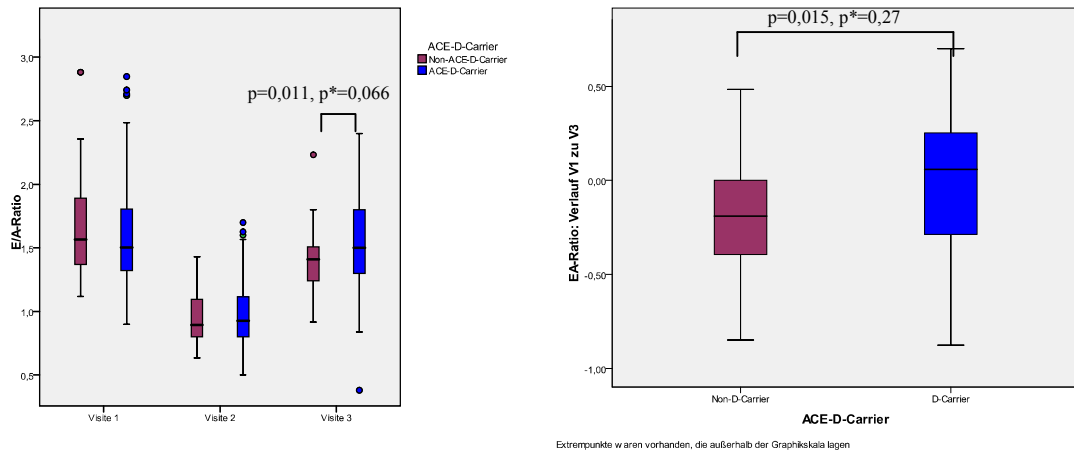 ACE-D-Carrier
Non-ACE-D-Carrier
ACE-D-Carrier
p=0,011, p*=0,066
E/A-Ratio
3,0
2,5
2,0
1,5
1,0
0,5
Visite 1
Visite 2
Visite 3
p=0,015, p*=0,27
EA-Ratio: Verlauf V1 zu V3
0,50
0,00
-0,50
-1,00
Non-D-Carrier
D-Carrier
ACE-D-Carrier
Extrempunkte waren vorhanden, die außerhalb der Graphikskala lagen